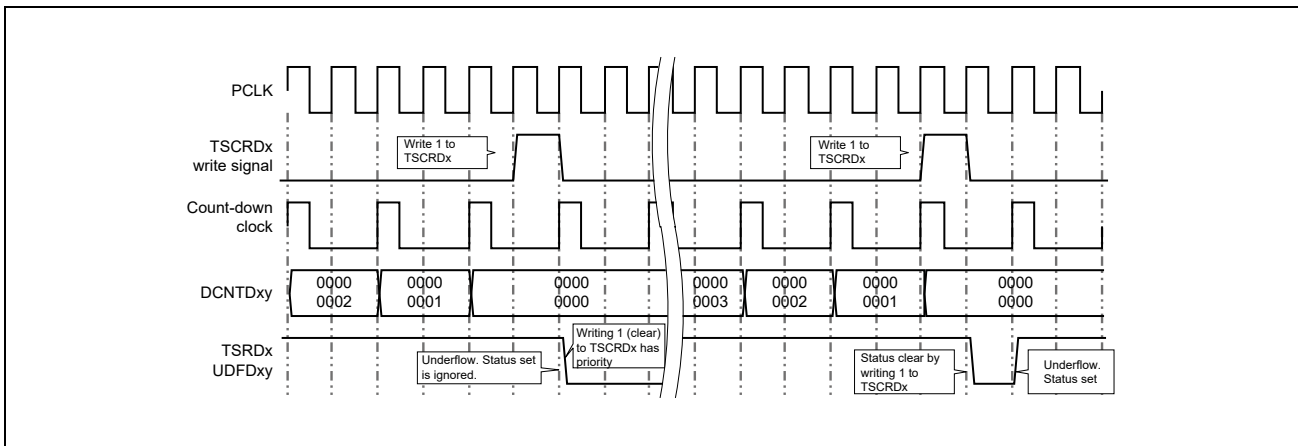 PCLK
TSCRDx
write signal
Write 1 to
TSCRDx
Write 1 to
TSCRDx
Count-down
clock
DCNTDxy
0000
0002
0000
0001
0000
0000
0000
0003
0000
0002
0000
0001
0000
0000
TSRDx
UDFDxy
Underflow. Status set
is ignored.
Writing 1 (clear)
to TSCRDx has
priority
Status clear by
writing 1 to
TSCRDx
Underflow.
Status set